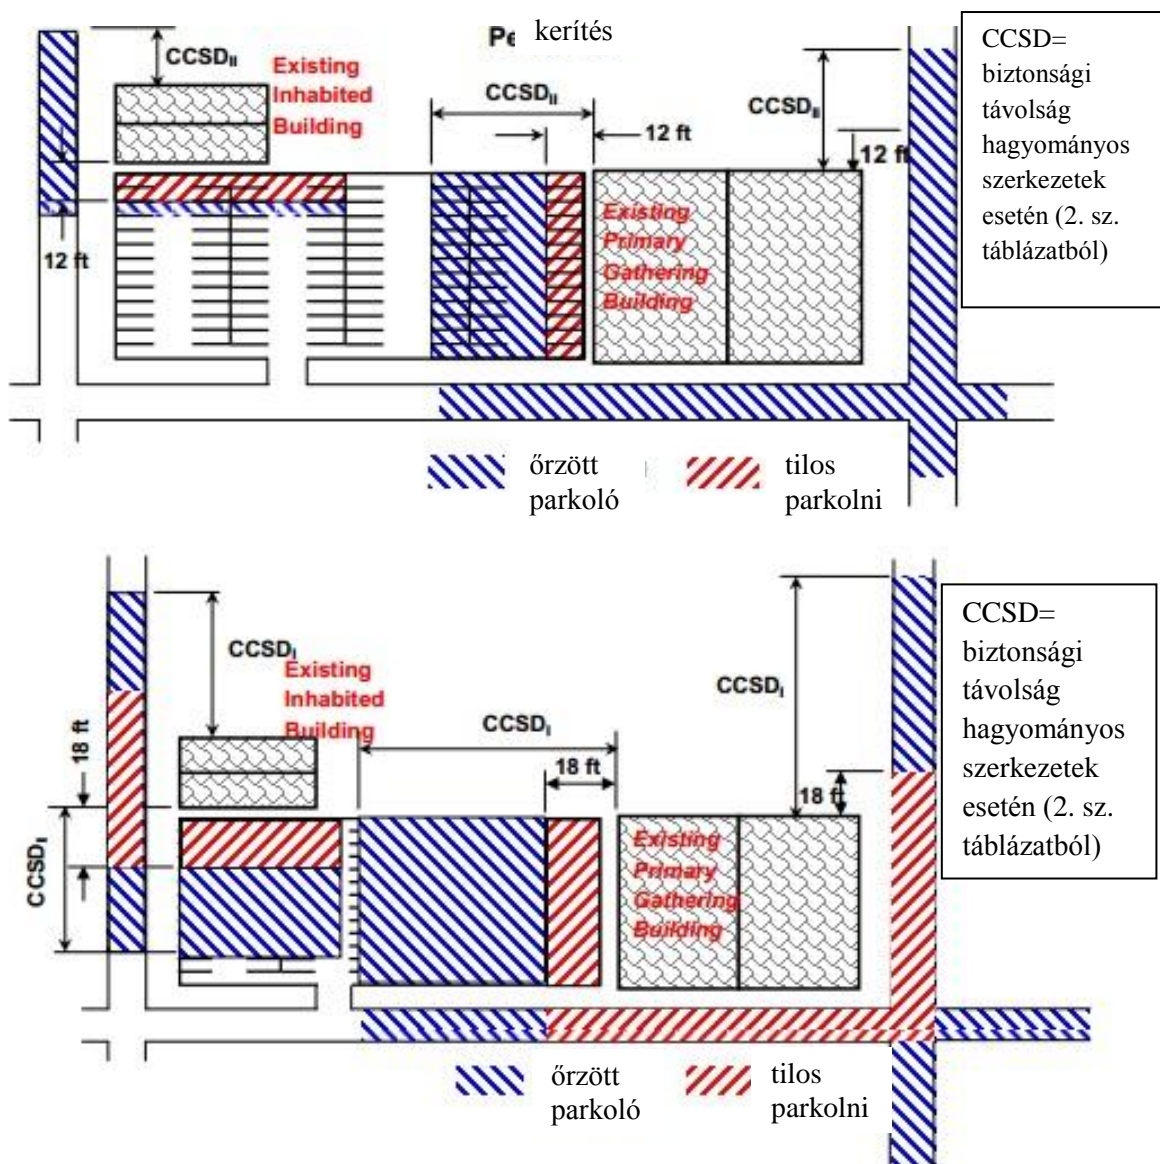 Pe kerítés
CCSD=
biztonsági
távolság
hagyományos
szerkezetek
esetén (2. sz.
táblázatból)
CCSD_II
Existing
Inhabited
Building
CCSD_II
12 ft
CCSD_II
12 ft
12 ft
Existing
Primary
Gathering
Building
őrzött
parkoló
tilos
parkolni
CCSD_I
Existing
Inhabited
Building
18 ft
CCSD_I
CCSD_I
18 ft
CCSD_I
18 ft
Existing
Primary
Gathering
Building
CCSD=
biztonsági
távolság
hagyományos
szerkezetek
esetén (2. sz.
táblázatból)
őrzött
parkoló
tilos
parkolni